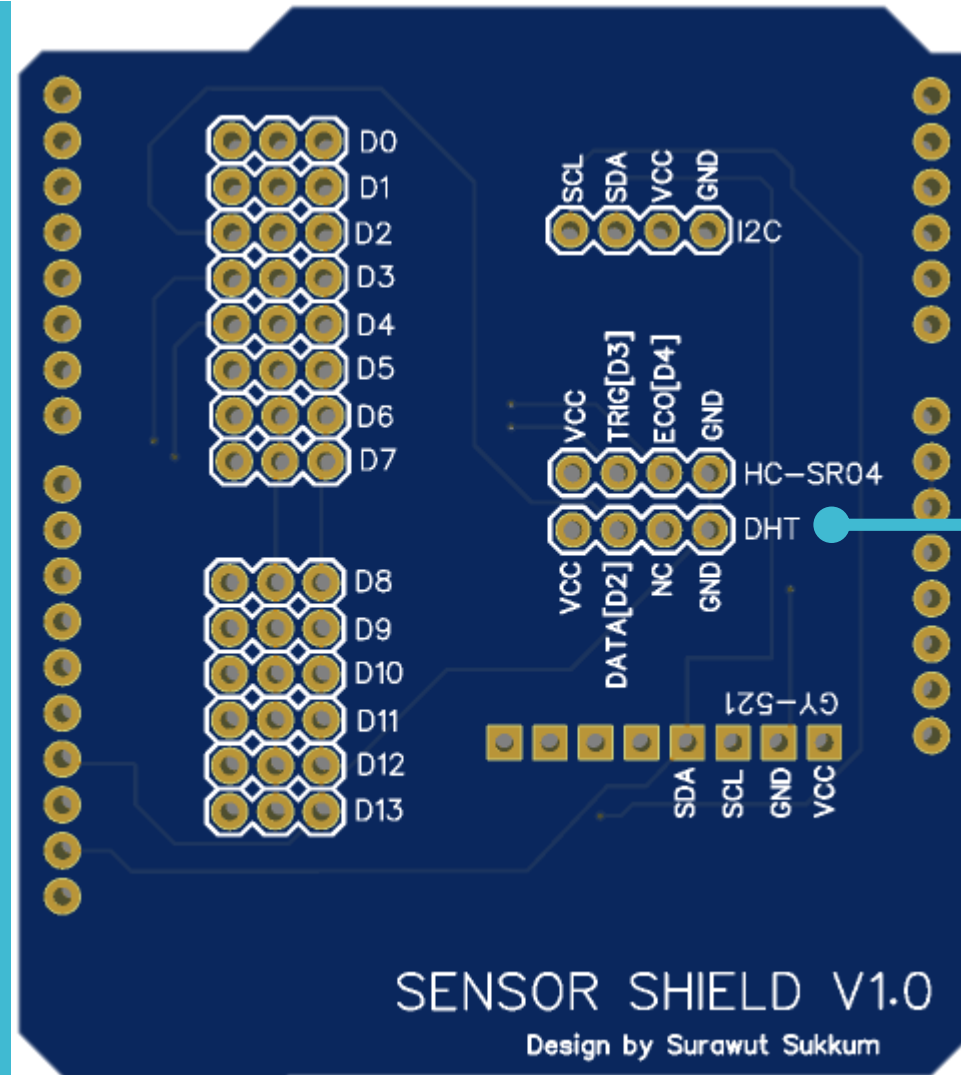 D0
D1
D2
D3
D4
D5
D6
D7
D8
D9
D10
D11
D12
D13
SCL SDA VCC GND
I2C
VCC TRIG[D3] ECO[D4] GND
HC-SR04
DHT
VCC DATA[D2] NC GND
GY-521
SDA SCL GND VCC
SENSOR SHIELD V1.0
Design by Surawut Sukkum